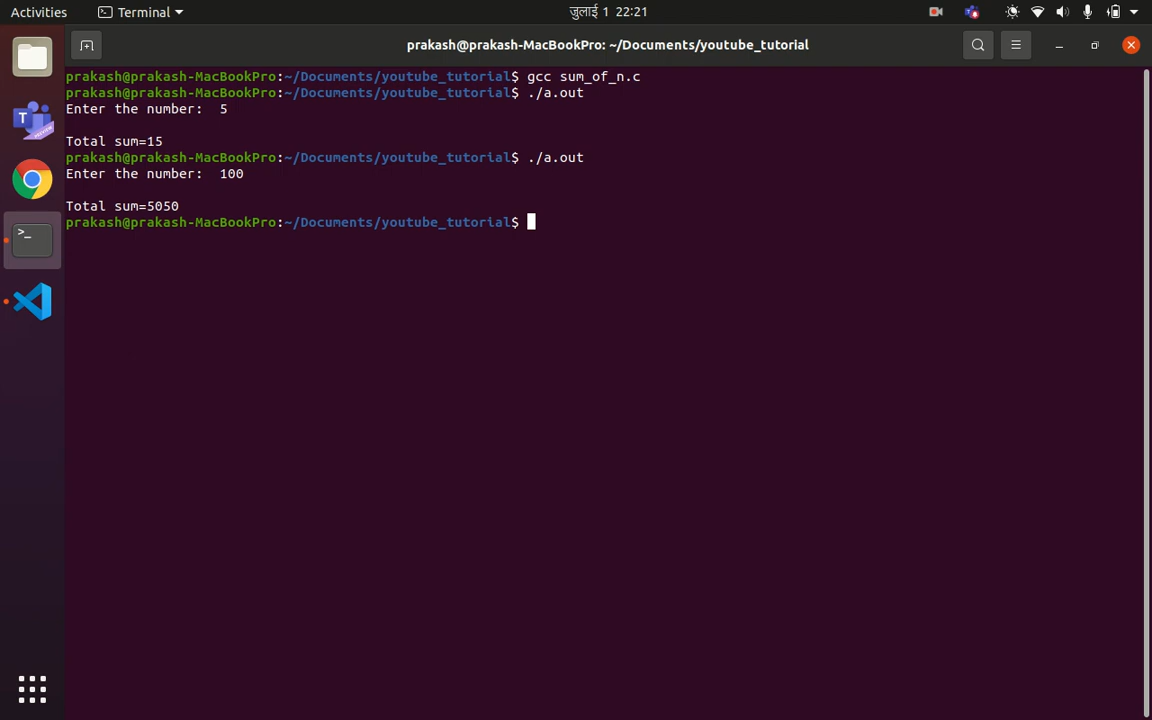 Activities Terminal जुलाई 1 22:21
prakash@prakash-MacBookPro: ~/Documents/youtube_tutorial
prakash@prakash-MacBookPro:~/Documents/youtube_tutorial$ gcc sum_of_n.c
prakash@prakash-MacBookPro:~/Documents/youtube_tutorial$ ./a.out
Enter the number:  5
Total sum=15
prakash@prakash-MacBookPro:~/Documents/youtube_tutorial$ ./a.out
Enter the number:  100
Total sum=5050
prakash@prakash-MacBookPro:~/Documents/youtube_tutorial$